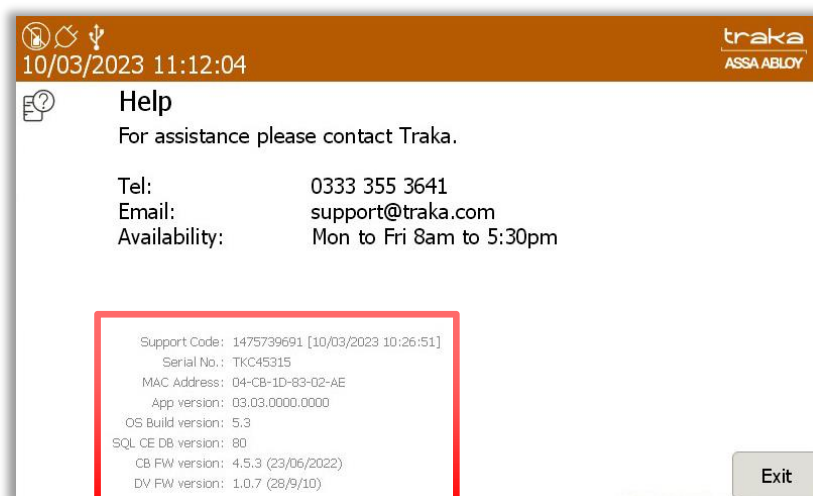 10/03/2023 11:12:04
traka
ASSA ABLOY
Help
For assistance please contact Traka.
Tel: 0333 355 3641
Email: support@traka.com
Availability: Mon to Fri 8am to 5:30pm
Support Code: 1475739691 [10/03/2023 10:26:51]
Serial No.: TKC45315
MAC Address: 04-CB-1D-83-02-AE
App version: 03.03.0000.0000
OS Build version: 5.3
SQL CE DB version: 80
CB FW version: 4.5.3 (23/06/2022)
DV FW version: 1.0.7 (28/9/10)
Exit